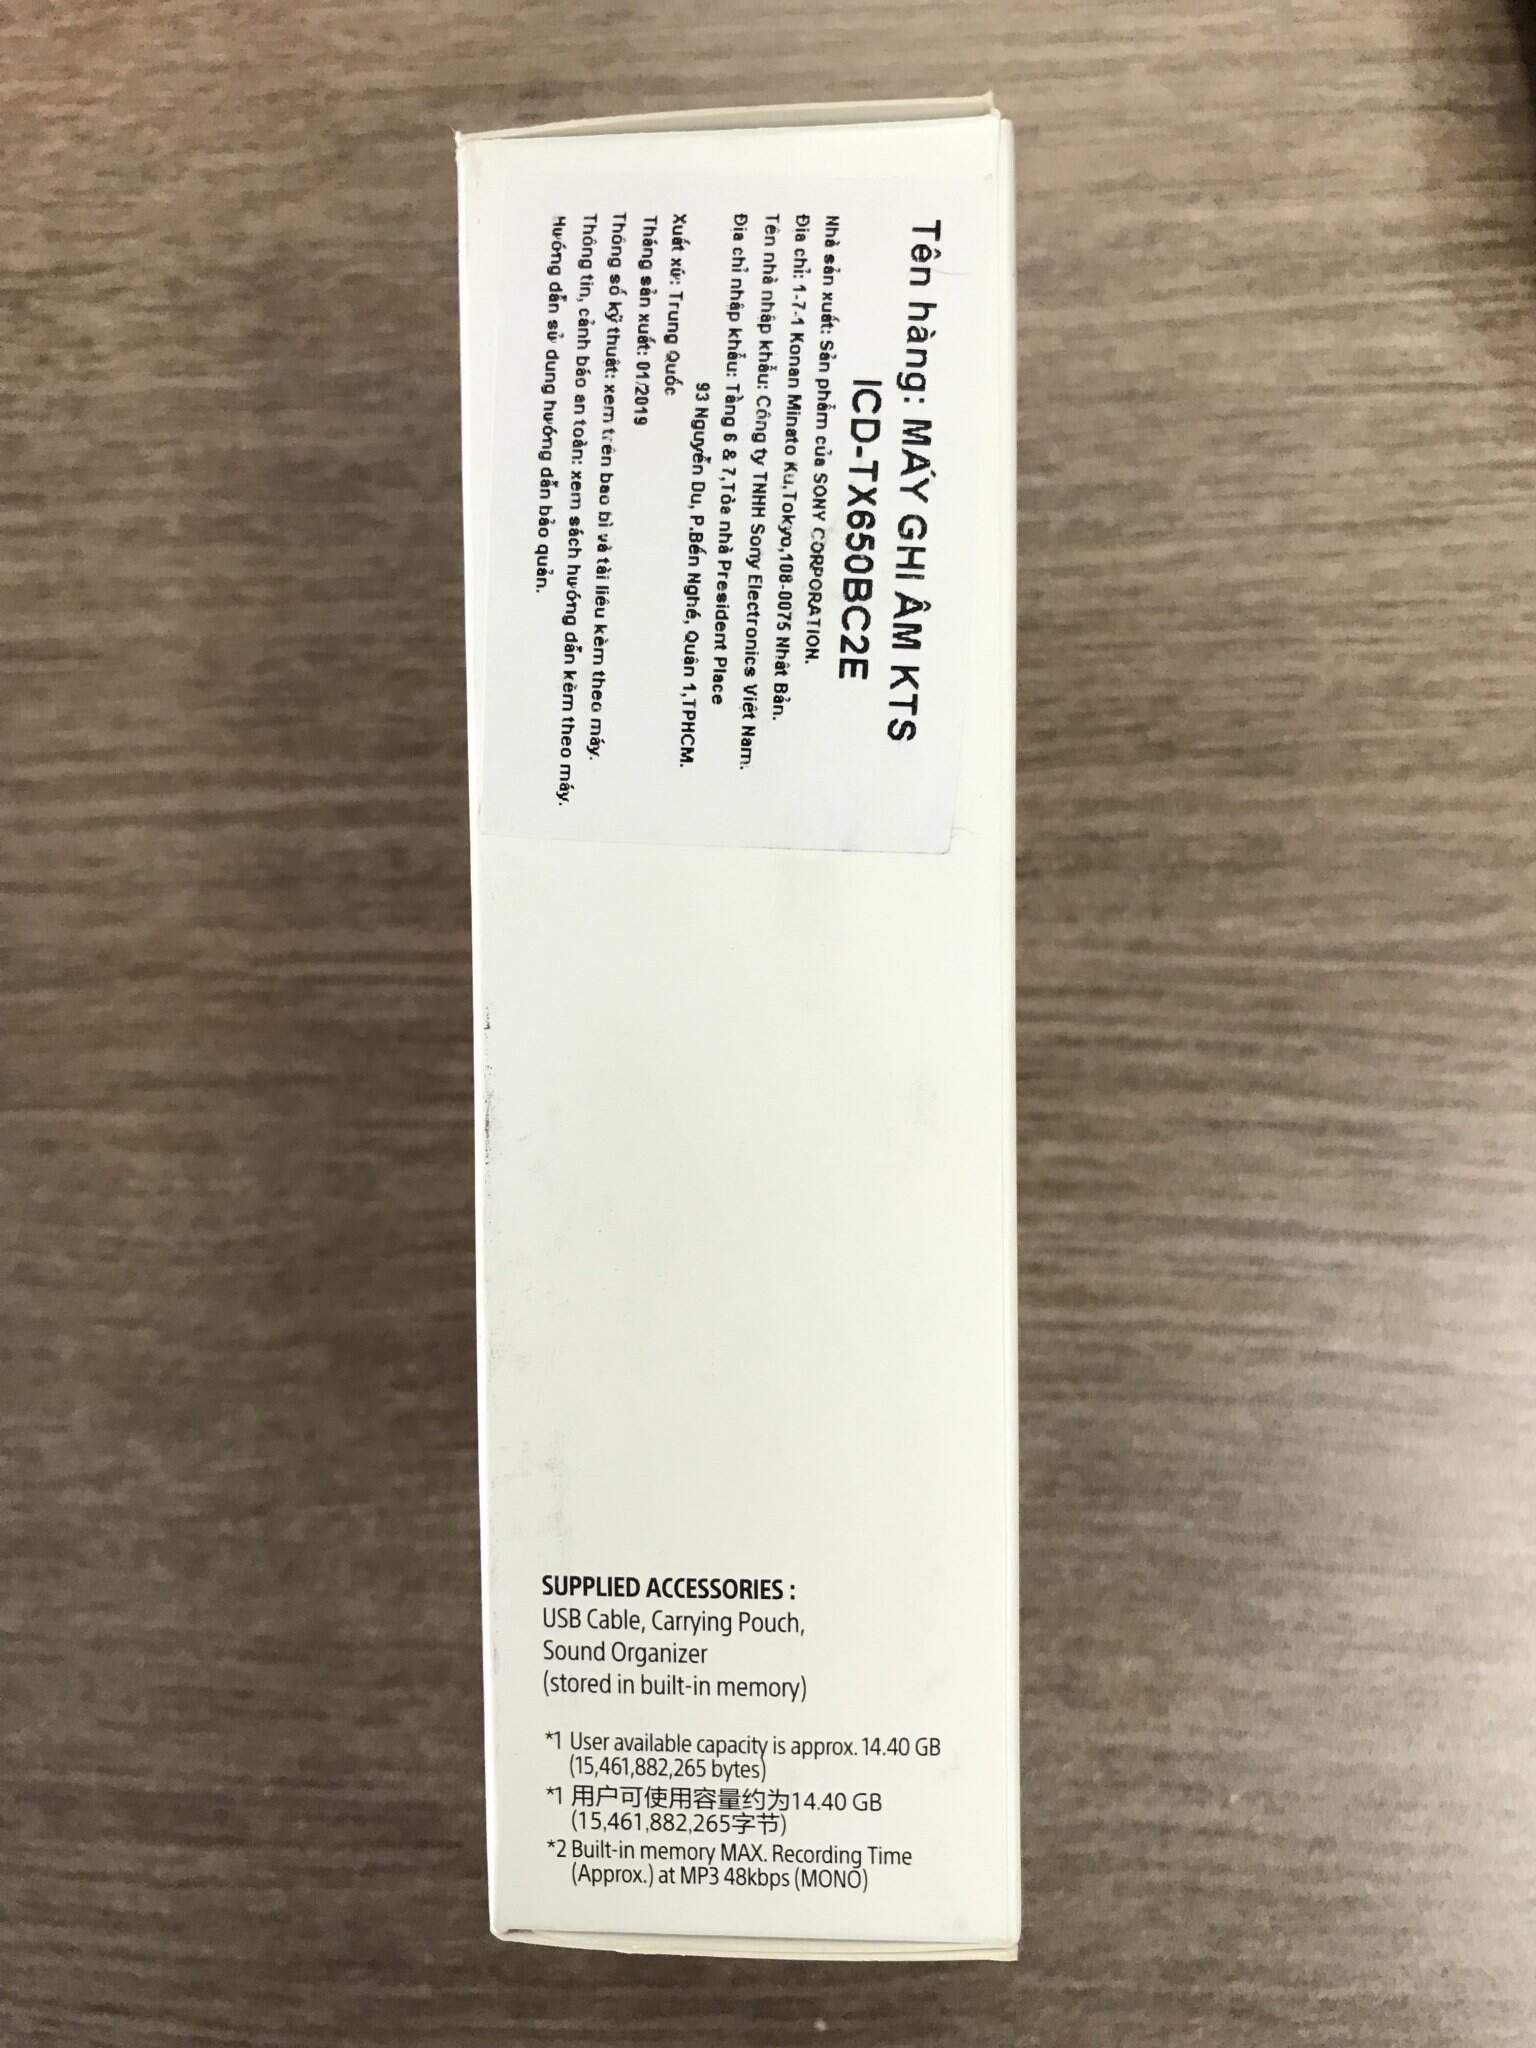 Tên hàng: MÁY GHI ÂM KTS
ICD-TX650BC2E
Nhà sản xuất: Sản phẩm của SONY CORPORATION.
Địa chỉ: 1-7-1 Konan Minato Ku,Tokyo,108-0075 Nhật Bản.
Tên nhà nhập khẩu: Công ty TNHH Sony Electronics Việt Nam.
Địa chỉ nhập khẩu: Tầng 6 & 7,Tòa nhà President Place
93 Nguyễn Du, P.Bến Nghé, Quận 1,TPHCM.
Xuất xứ: Trung Quốc
Tháng sản xuất: 01/2019
Thông số kỹ thuật: xem trên bao bì và tài liệu kèm theo máy.
Thông tin, cảnh báo an toàn: xem sách hướng dẫn kèm theo máy.
Hướng dẫn sử dụng hướng dẫn bảo quản.
SUPPLIED ACCESSORIES :
USB Cable, Carrying Pouch,
Sound Organizer
(stored in built-in memory)
*1 User available capacity is approx. 14.40 GB
(15,461,882,265 bytes)
*1 用户可使用容量约为14.40 GB
(15,461,882,265字节)
*2 Built-in memory MAX. Recording Time
(Approx.) at MP3 48kbps (MONO)